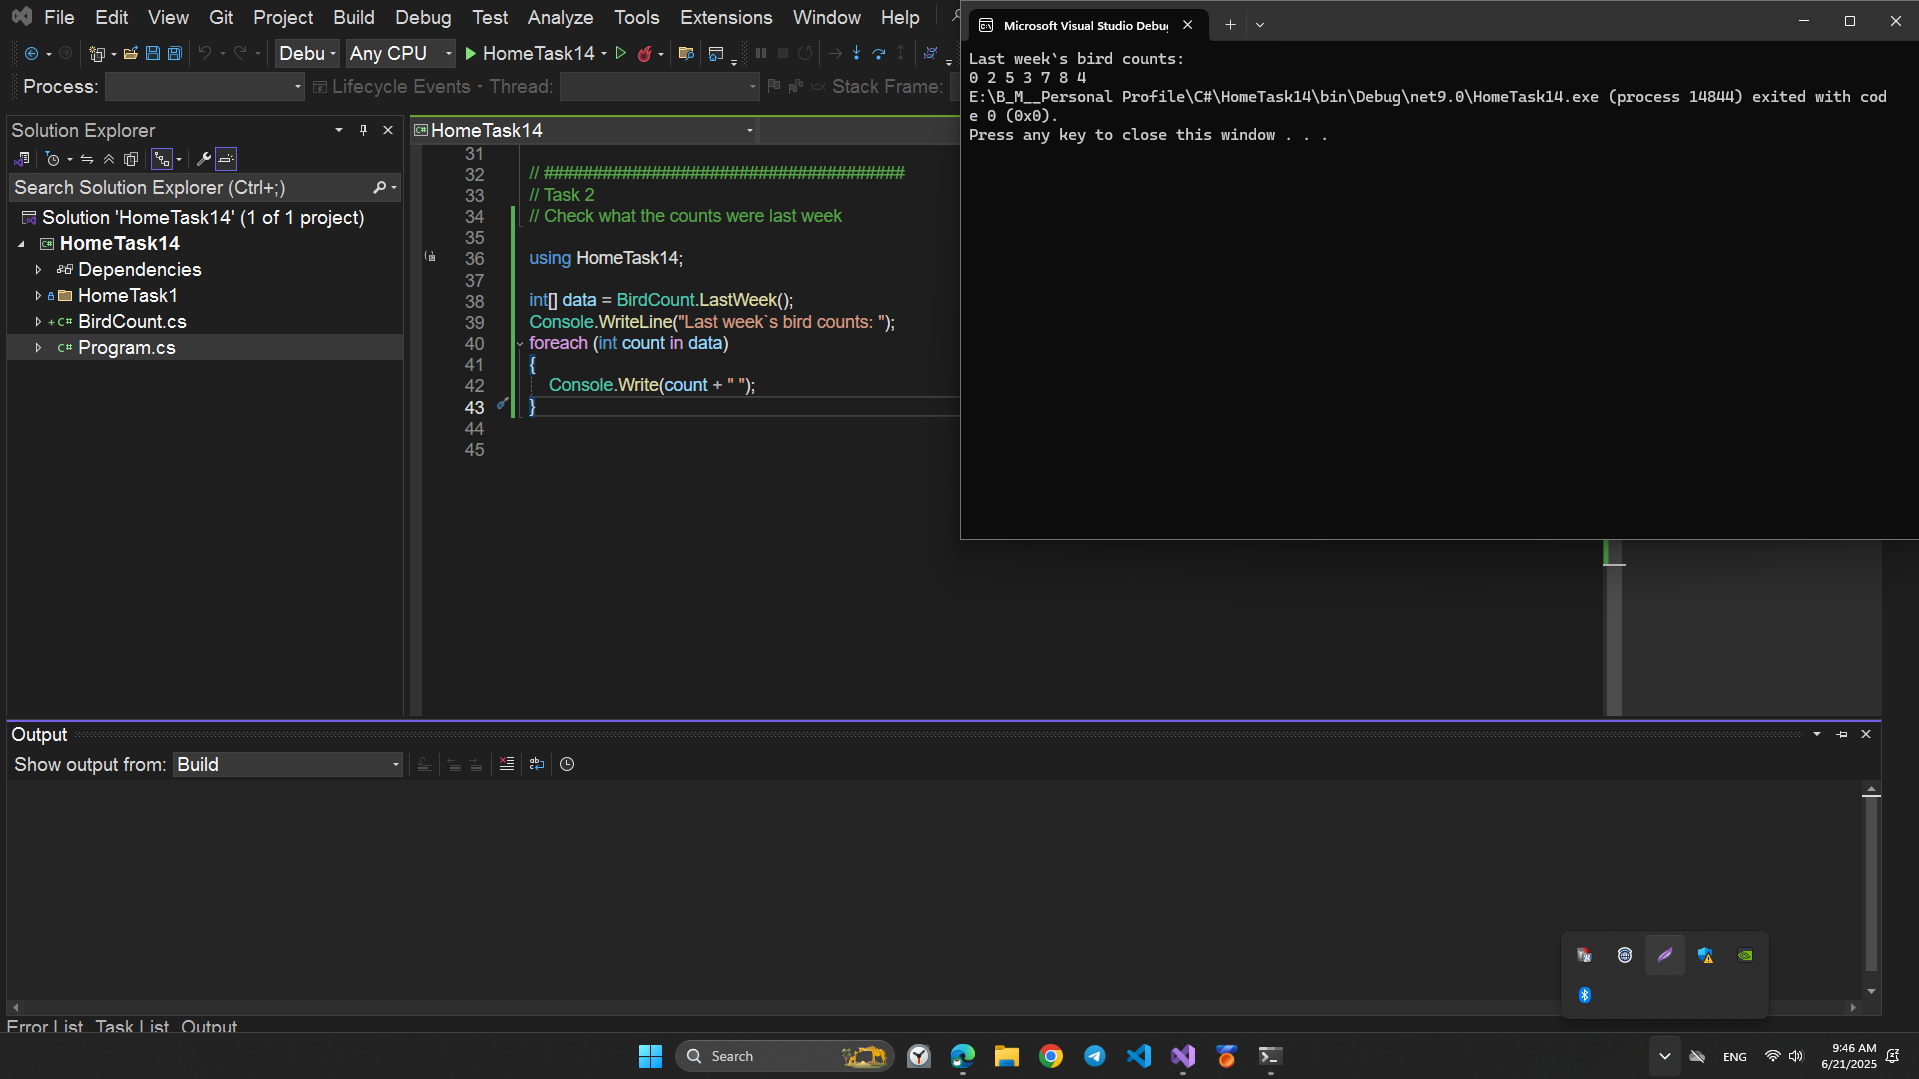 File Edit View Git Project Build Debug Test Analyze Tools Extensions Window Help
Debu Any CPU HomeTask14
Process: Lifecycle Events Thread: Stack Frame:
Solution Explorer
Search Solution Explorer (Ctrl+;)
Solution 'HomeTask14' (1 of 1 project)
C# HomeTask14
Dependencies
HomeTask1
+ C# BirdCount.cs
C# Program.cs
C# HomeTask14
31
32 // ########################################
33 // Task 2
34 // Check what the counts were last week
35
36 using HomeTask14;
37
38 int[] data = BirdCount.LastWeek();
39 Console.WriteLine("Last week`s bird counts: ");
40 foreach (int count in data)
41 {
42 Console.Write(count + " ");
43 }
44
45
Microsoft Visual Studio Debu
Last week`s bird counts:
0 2 5 3 7 8 4
E:\B_M__Personal Profile\C#\HomeTask14\bin\Debug\net9.0\HomeTask14.exe (process 14844) exited with cod
e 0 (0x0).
Press any key to close this window . . .
Output
Show output from: Build
Error List Task List Output
Search
ENG
9:46 AM
6/21/2025